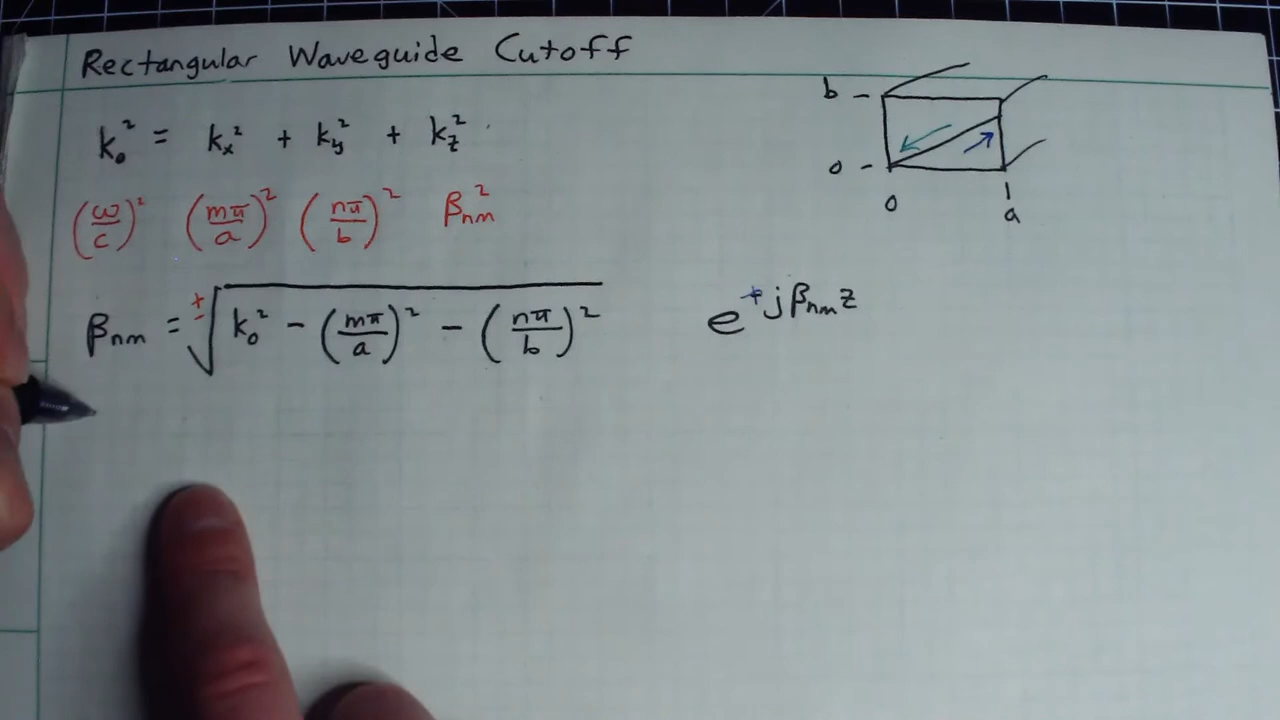 Rectangular Waveguide Cutoff
k₀² = kₓ² + k_y² + k_z²
(ω/c)² (mπ/a)² (nπ/b)² β_nm²
β_nm = ±√(k₀² − (mπ/a)² − (nπ/b)²)
e^(+jβ_nm z)
b
0
0 a